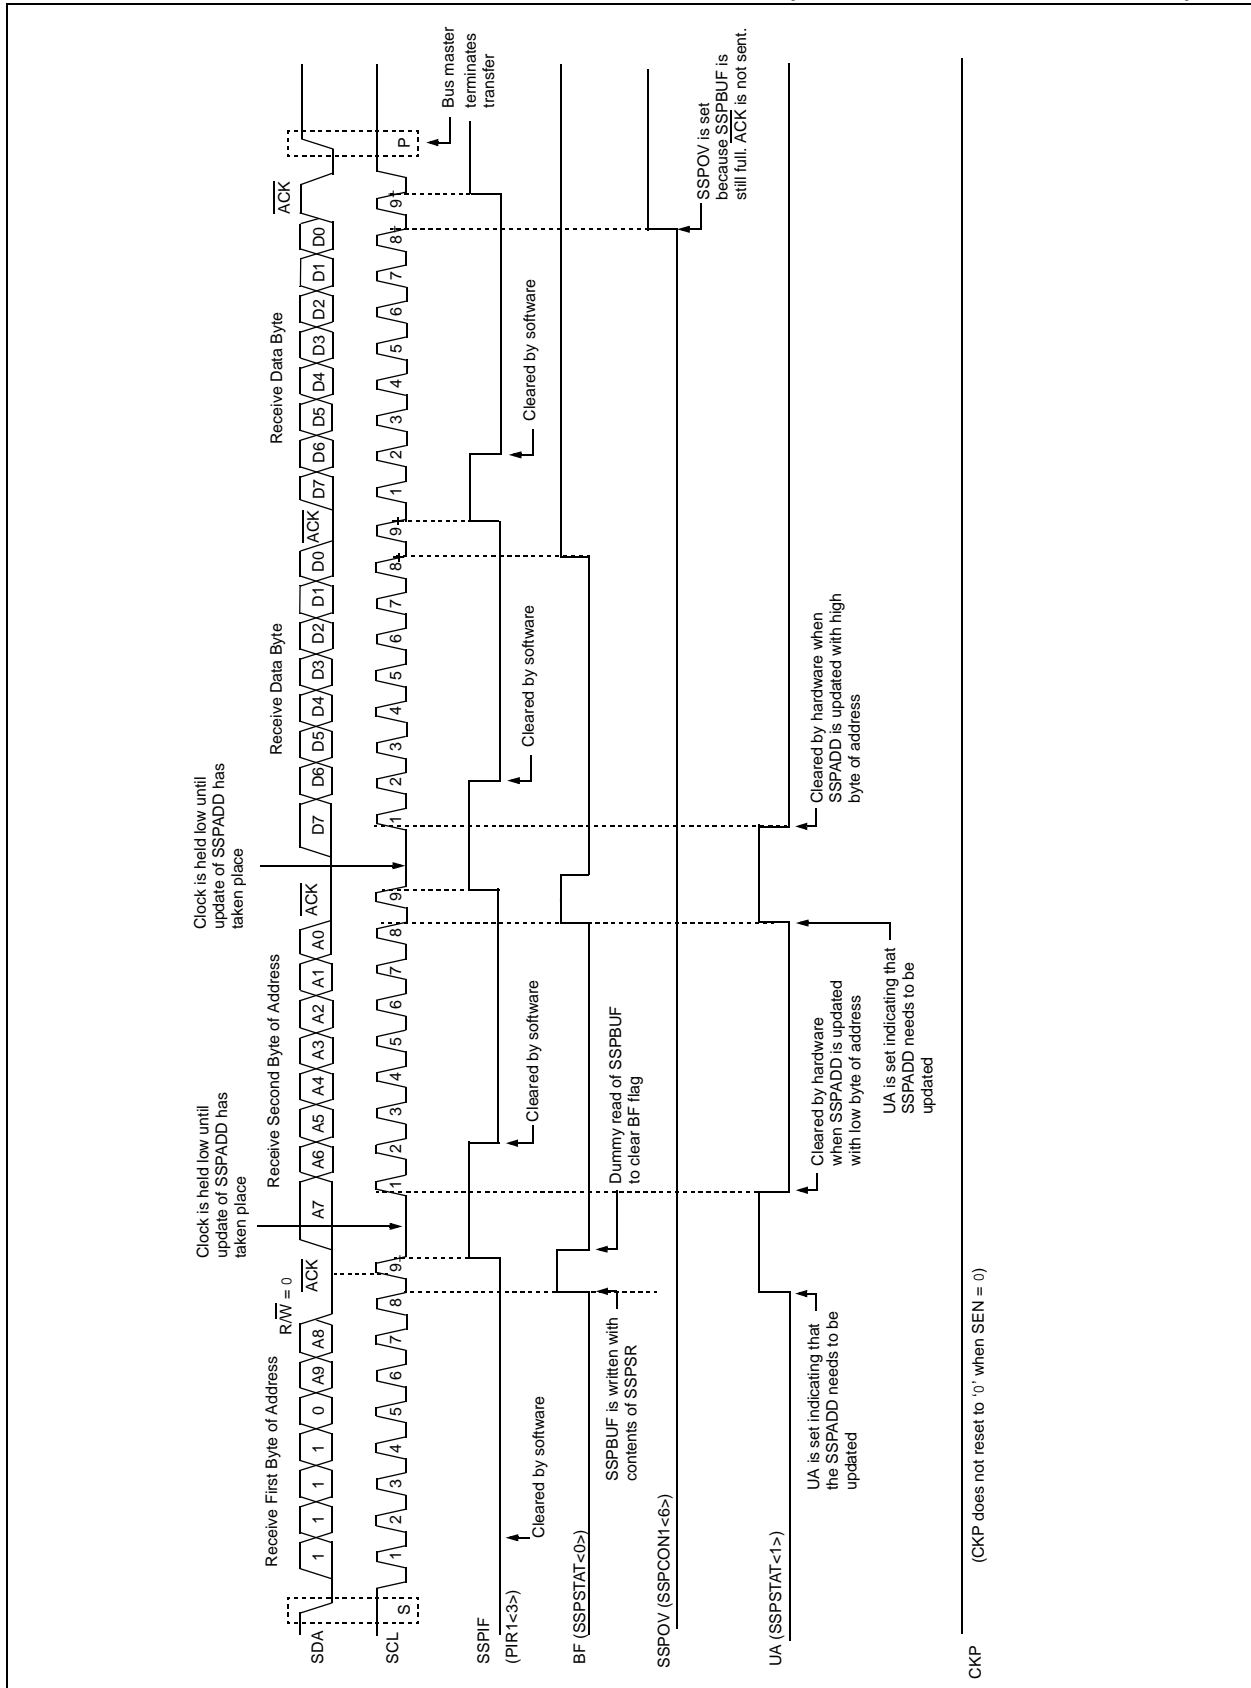 Receive First Byte of Address
R/W = 0
Receive Second Byte of Address
Receive Data Byte
Receive Data Byte
Clock is held low until
update of SSPADD has
taken place
Clock is held low until
update of SSPADD has
taken place
SDA
1 1 1 1 0 A9 A8 ACK A7 A6 A5 A4 A3 A2 A1 A0 ACK D7 D6 D5 D4 D3 D2 D1 D0 ACK D7 D6 D5 D4 D3 D2 D1 D0 ACK
SCL
S 1 2 3 4 5 6 7 8 9 1 2 3 4 5 6 7 8 9 1 2 3 4 5 6 7 8 9 1 2 3 4 5 6 7 8 9 P
Bus master
terminates
transfer
SSPIF
(PIR1<3>)
Cleared by software
Cleared by software
Cleared by software
Cleared by software
BF (SSPSTAT<0>)
SSPBUF is written with
contents of SSPSR
Dummy read of SSPBUF
to clear BF flag
SSPOV (SSPCON1<6>)
SSPOV is set
because SSPBUF is
still full. ACK is not sent.
UA (SSPSTAT<1>)
UA is set indicating that
the SSPADD needs to be
updated
Cleared by hardware
when SSPADD is updated
with low byte of address
UA is set indicating that
SSPADD needs to be
updated
Cleared by hardware when
SSPADD is updated with high
byte of address
CKP
(CKP does not reset to ‘0’ when SEN = 0)